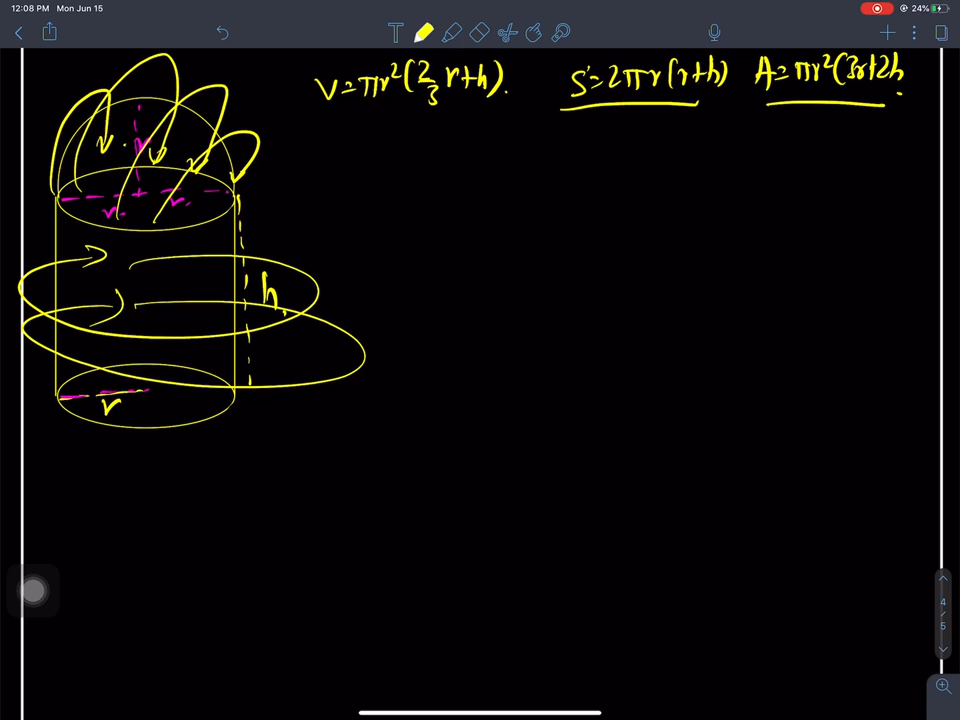 12:08 PM Mon Jun 15
24%
V=πr²(2/3 r+h).
S=2πr(r+h)
A=πr²(3r+2h
r
r.
r.
h
r
4
/
5